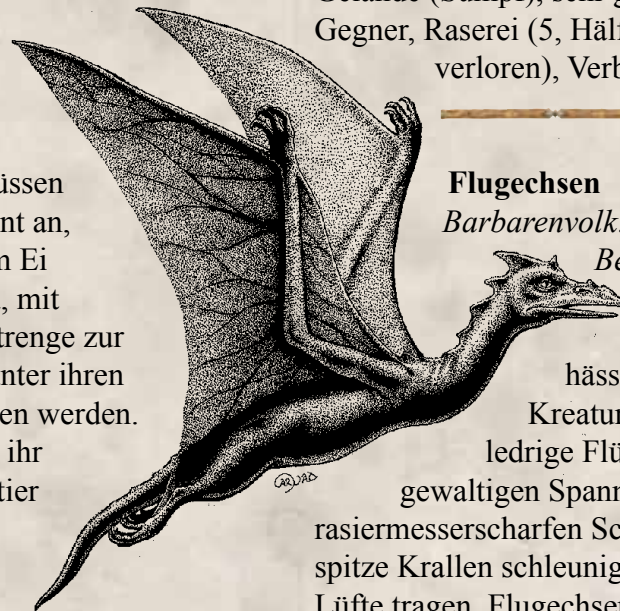 üssen
nt an,
n Ei
, mit
trenge zur
nter ihren
en werden.
ihr
tier
Gelände (Sumpf), sehr g
Gegner, Raserei (5, Hälf
verloren), Verb
Flugechsen
Barbarenvolk
Be
häss
Kreatur
ledrige Flü
gewaltigen Spann
rasiermesserscharfen Sc
spitze Krallen schleunig
Lüfte tragen. Flugechsen